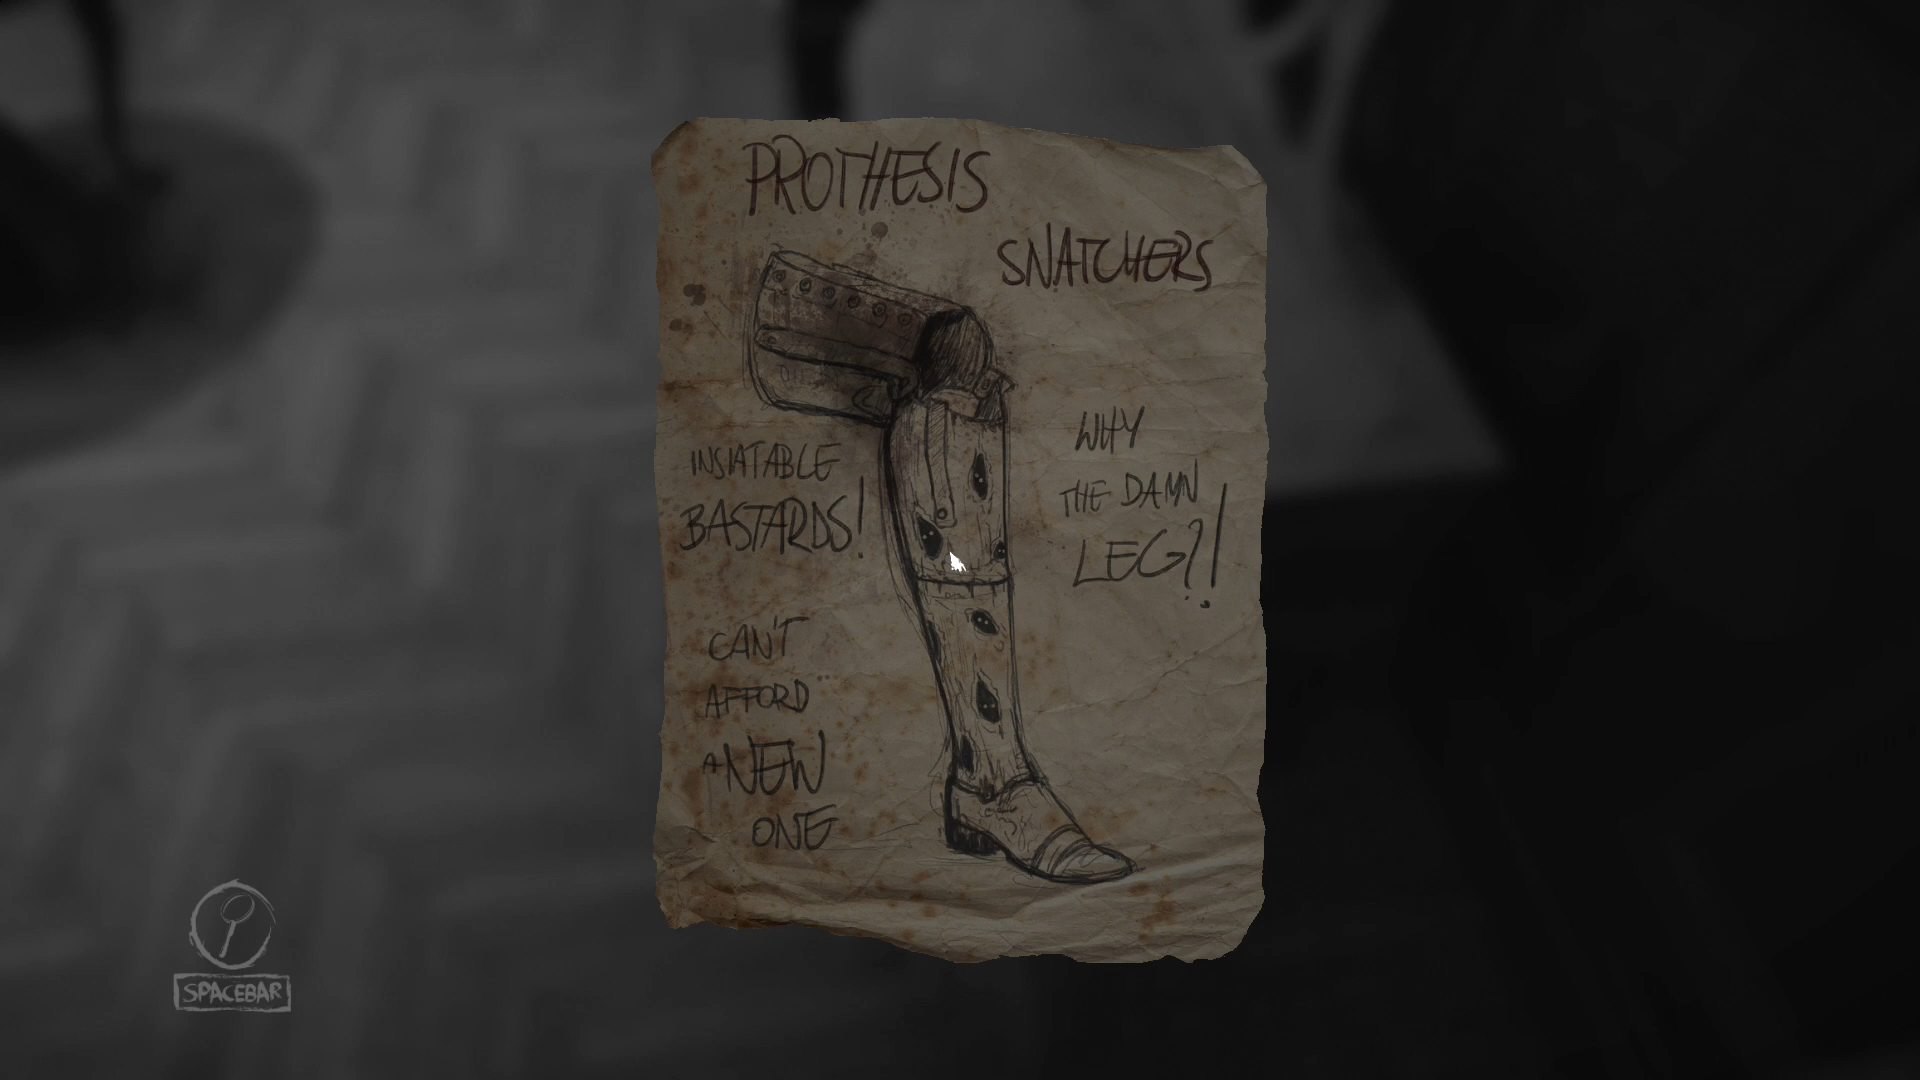 PROTHESIS
SNATCHERS
INSIATABLE
BASTARDS!
WHY
THE DAMN
LEG?!
CAN'T
AFFORD
A NEW
ONE
SPACEBAR